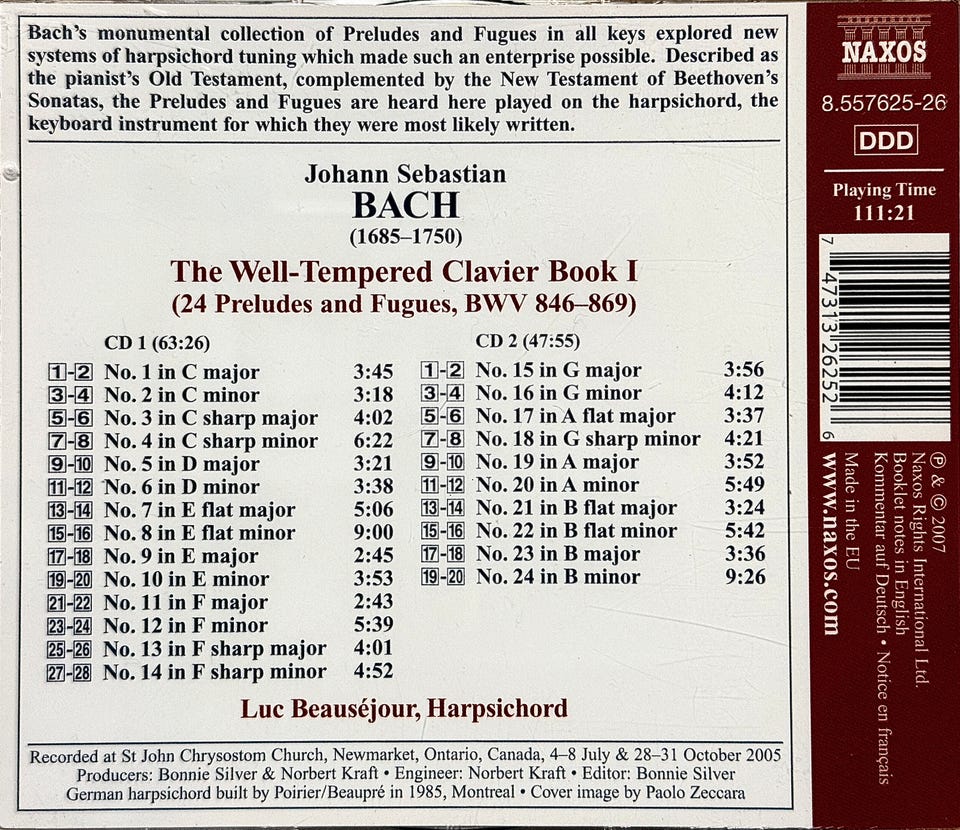 Bach's monumental collection of Preludes and Fugues in all keys explored new
systems of harpsichord tuning which made such an enterprise possible. Described as
the pianist's Old Testament, complemented by the New Testament of Beethoven's
Sonatas, the Preludes and Fugues are heard here played on the harpsichord, the
keyboard instrument for which they were most likely written.
Johann Sebastian
BACH
(1685–1750)
The Well-Tempered Clavier Book I
(24 Preludes and Fugues, BWV 846–869)
CD 1 (63:26)
1-2 No. 1 in C major 3:45
3-4 No. 2 in C minor 3:18
5-6 No. 3 in C sharp major 4:02
7-8 No. 4 in C sharp minor 6:22
9-10 No. 5 in D major 3:21
11-12 No. 6 in D minor 3:38
13-14 No. 7 in E flat major 5:06
15-16 No. 8 in E flat minor 9:00
17-18 No. 9 in E major 2:45
19-20 No. 10 in E minor 3:53
21-22 No. 11 in F major 2:43
23-24 No. 12 in F minor 5:39
25-26 No. 13 in F sharp major 4:01
27-28 No. 14 in F sharp minor 4:52
CD 2 (47:55)
1-2 No. 15 in G major 3:56
3-4 No. 16 in G minor 4:12
5-6 No. 17 in A flat major 3:37
7-8 No. 18 in G sharp minor 4:21
9-10 No. 19 in A major 3:52
11-12 No. 20 in A minor 5:49
13-14 No. 21 in B flat major 3:24
15-16 No. 22 in B flat minor 5:42
17-18 No. 23 in B major 3:36
19-20 No. 24 in B minor 9:26
Luc Beauséjour, Harpsichord
Recorded at St John Chrysostom Church, Newmarket, Ontario, Canada, 4–8 July & 28–31 October 2005
Producers: Bonnie Silver & Norbert Kraft • Engineer: Norbert Kraft • Editor: Bonnie Silver
German harpsichord built by Poirier/Beaupré in 1985, Montreal • Cover image by Paolo Zeccara
NAXOS
8.557625-26
DDD
Playing Time
111:21
7 47313 26252 6
℗ & © 2007
Naxos Rights International Ltd.
Booklet notes in English
Kommentar auf Deutsch • Notice en français
Made in the EU
www.naxos.com